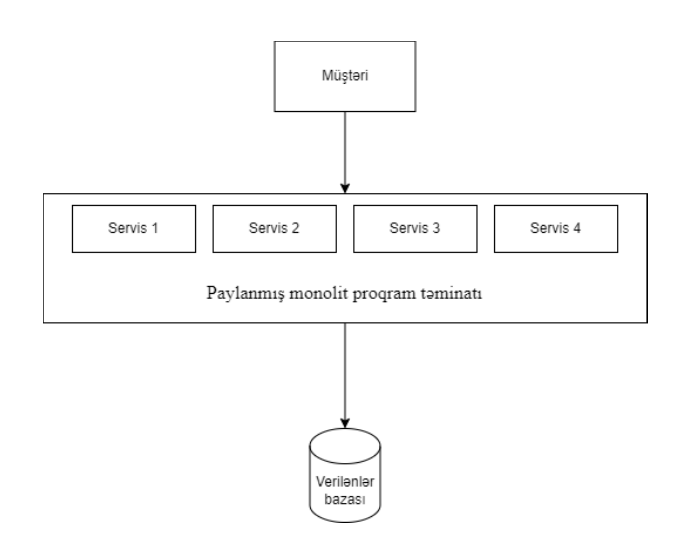 Müştəri
Servis 1
Servis 2
Servis 3
Servis 4
Paylanmış monolit proqram təminatı
Verilənlər
bazası